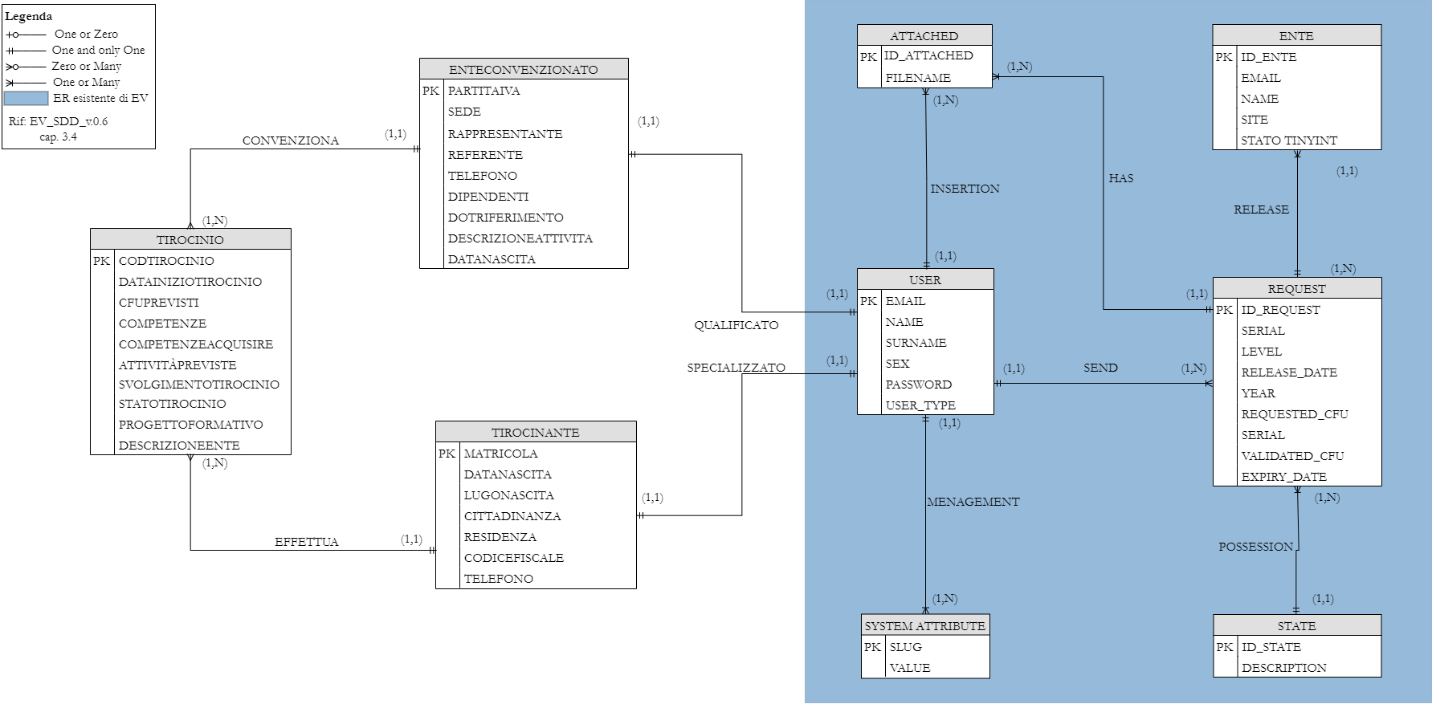 Legenda
One or Zero
One and only One
Zero or Many
One or Many
ER esistente di EV
Rif: EV_SDD_v.0.6
cap. 3.4
CONVENZIONA
(1,1)
(1,N)
ENTECONVENZIONATO
PK PARTITAIVA
SEDE
RAPPRESENTANTE
REFERENTE
TELEFONO
DIPENDENTI
DOTRIFERIMENTO
DESCRIZIONEATTIVITA
DATANASCITA
(1,1)
(1,1)
QUALIFICATO
TIROCINIO
PK CODTIROCINIO
DATAINIZIOTIROCINIO
CFUPREVISTI
COMPETENZE
COMPETENZEACQUISIRE
ATTIVITÀPREVISTE
SVOLGIMENTOTIROCINIO
STATOTIROCINIO
PROGETTOFORMATIVO
DESCRIZIONEENTE
(1,N)
EFFETTUA
(1,1)
TIROCINANTE
PK MATRICOLA
DATANASCITA
LUGONASCITA
CITTADINANZA
RESIDENZA
CODICEFISCALE
TELEFONO
(1,1)
SPECIALIZZATO
(1,1)
ATTACHED
PK ID_ATTACHED
FILENAME
(1,N)
(1,N)
INSERTION
(1,1)
HAS
(1,1)
USER
PK EMAIL
NAME
SURNAME
SEX
PASSWORD
USER_TYPE
(1,1)
SEND
(1,N)
(1,1)
MENAGEMENT
(1,N)
SYSTEM ATTRIBUTE
PK SLUG
VALUE
ENTE
PK ID_ENTE
EMAIL
NAME
SITE
STATO TINYINT
(1,1)
RELEASE
(1,N)
REQUEST
PK ID_REQUEST
SERIAL
LEVEL
RELEASE_DATE
YEAR
REQUESTED_CFU
SERIAL
VALIDATED_CFU
EXPIRY_DATE
(1,N)
POSSESSION
(1,1)
STATE
PK ID_STATE
DESCRIPTION